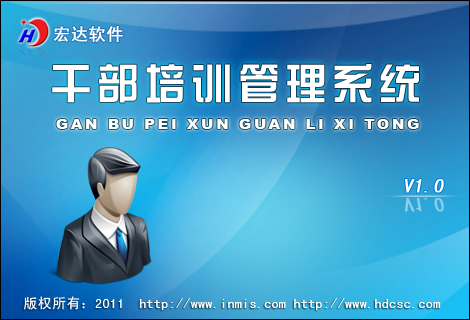 宏达软件
干部培训管理系统
GAN BU PEI XUN GUAN LI XI TONG
V1.0
版权所有：2011 http://www.inmis.com http://www.hdcsc.com